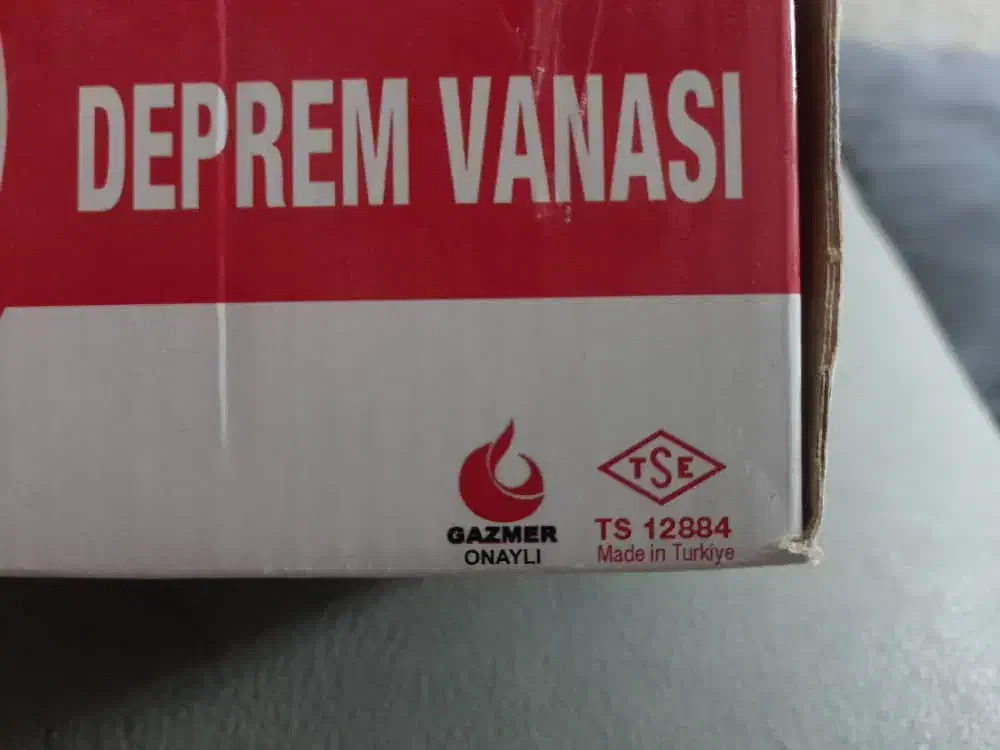 DEPREM VANASI
GAZMER
ONAYLI
TSE
TS 12884
Made in Turkiye